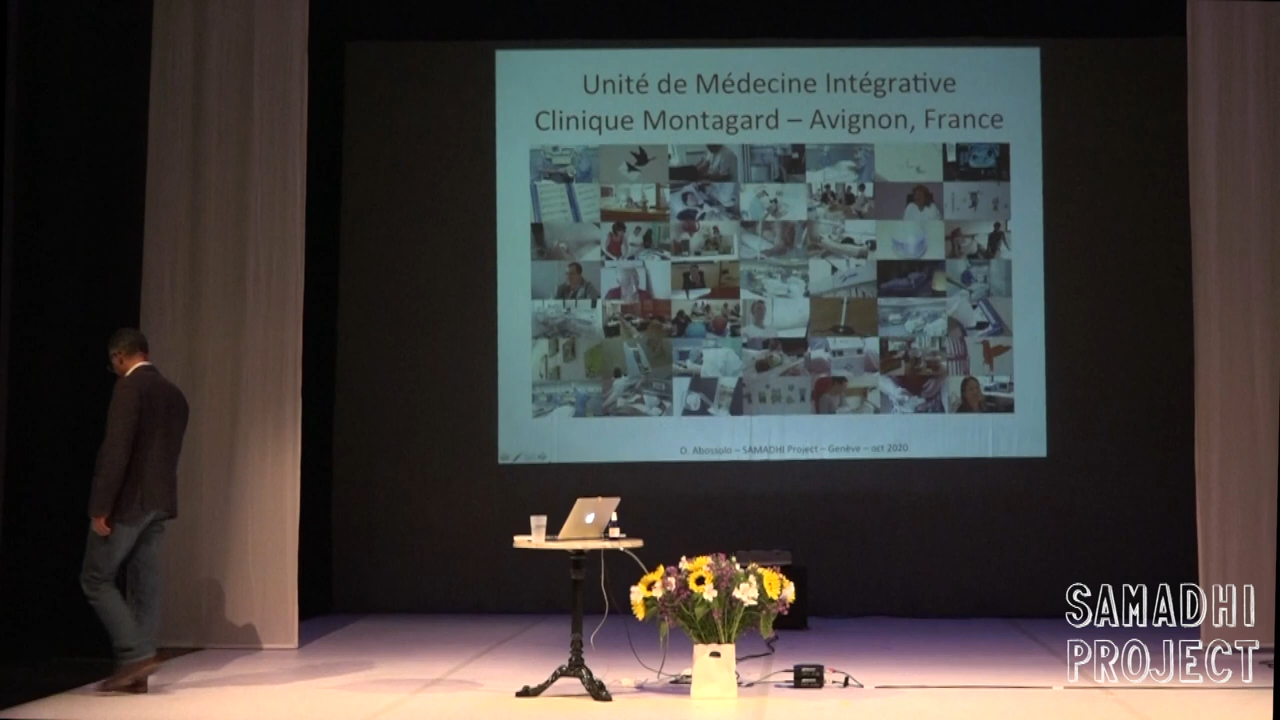 Unité de Médecine Intégrative
Clinique Montagard – Avignon, France
O. Abossolo – SAMADHI Project – Genève – oct 2020
SAMADHI
PROJECT